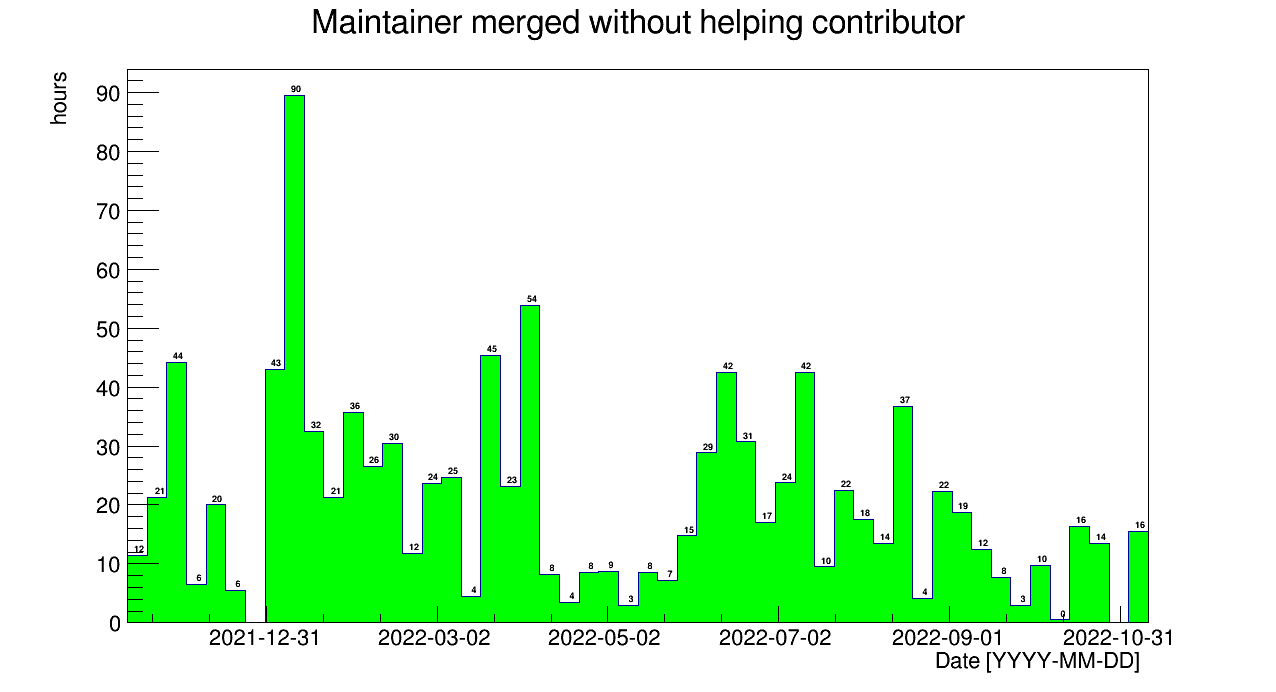 Maintainer merged without helping contributor
hours
90
80
70
60
50
40
30
20
10
0
12 21 44 6 20 6 43 90 32 21 36 26 30 12 24 25 4 45 23 54 8 4 8 9 3 8 7 15 29 42 31 17 24 42 10 22 18 14 37 4 22 19 12 8 3 10 0 16 14 16
2021-12-31 2022-03-02 2022-05-02 2022-07-02 2022-09-01 2022-10-31
Date [YYYY-MM-DD]